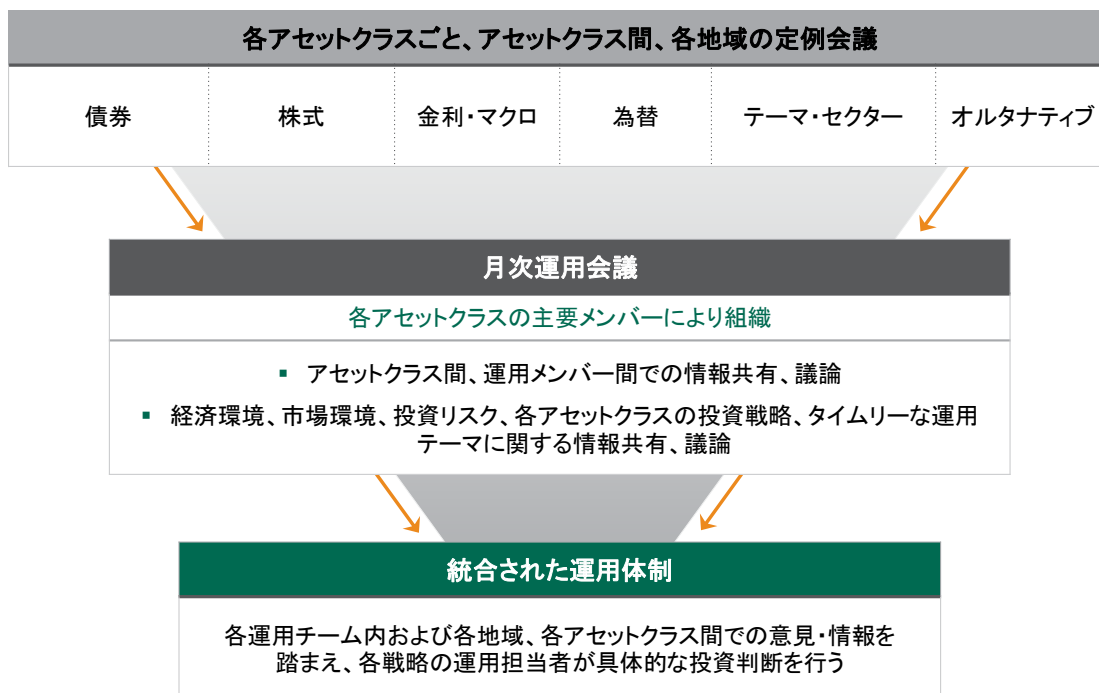 各アセットクラスごと、アセットクラス間、各地域の定例会議
債券 株式 金利・マクロ 為替 テーマ・セクター オルタナティブ
月次運用会議
各アセットクラスの主要メンバーにより組織
▪ アセットクラス間、運用メンバー間での情報共有、議論
▪ 経済環境、市場環境、投資リスク、各アセットクラスの投資戦略、タイムリーな運用
テーマに関する情報共有、議論
統合された運用体制
各運用チーム内および各地域、各アセットクラス間での意見・情報を
踏まえ、各戦略の運用担当者が具体的な投資判断を行う